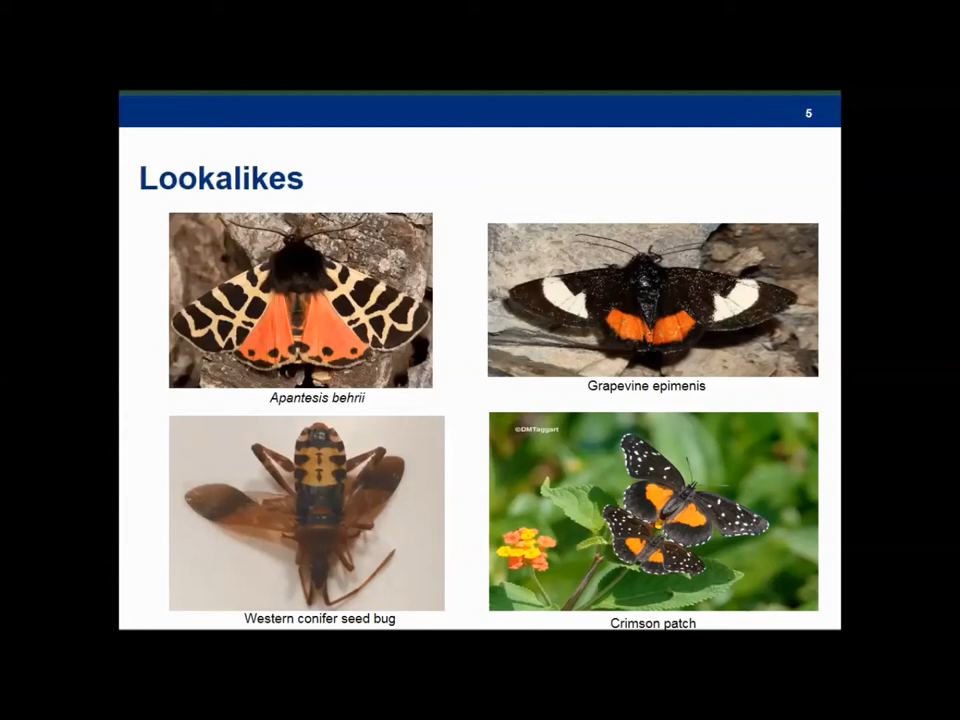 5
Lookalikes
Apantesis behrii
Grapevine epimenis
©DMTaggart
Western conifer seed bug
Crimson patch